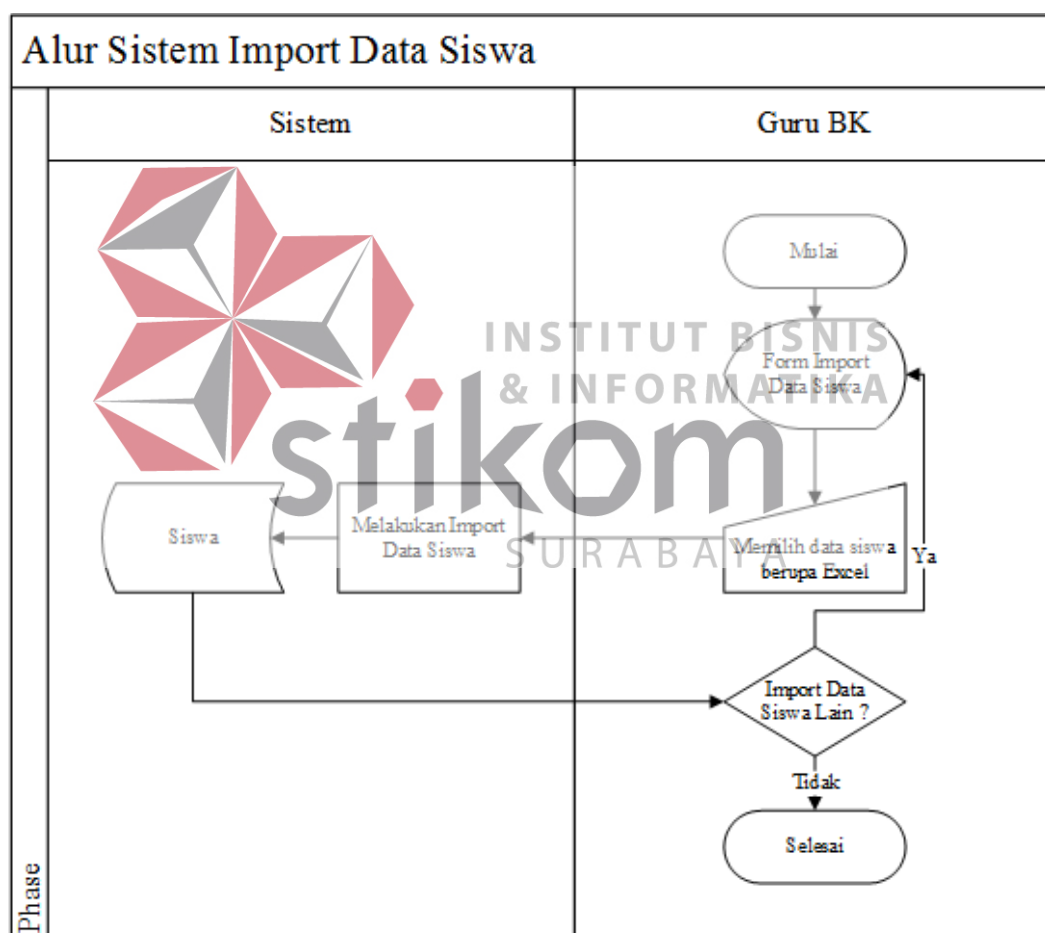 Alur Sistem Import Data Siswa
Sistem
Guru BK
Mulai
INSTITUT BISNIS
Form Import
Data Siswa
& INFORMATIKA
stikom
SURABAYA
Siswa
Melakukan Import
Data Siswa
Memilih data siswa
berupa Excel
Ya
Import Data
Siswa Lain ?
Tidak
Selesai
Phase